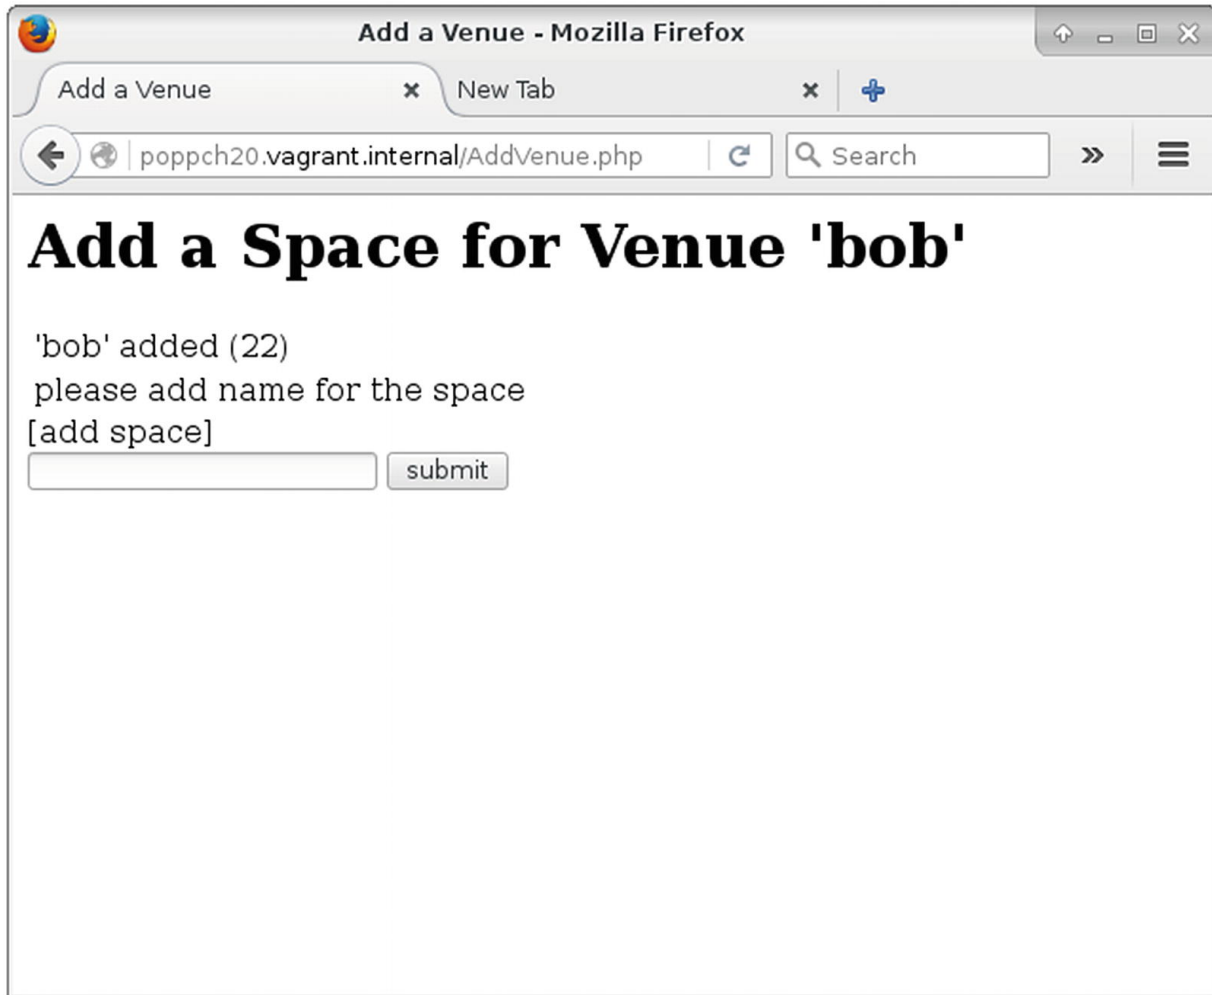 Add a Venue - Mozilla Firefox
Add a Venue New Tab
poppch20.vagrant.internal/AddVenue.php Search
Add a Space for Venue 'bob'
'bob' added (22)
please add name for the space
[add space]
submit